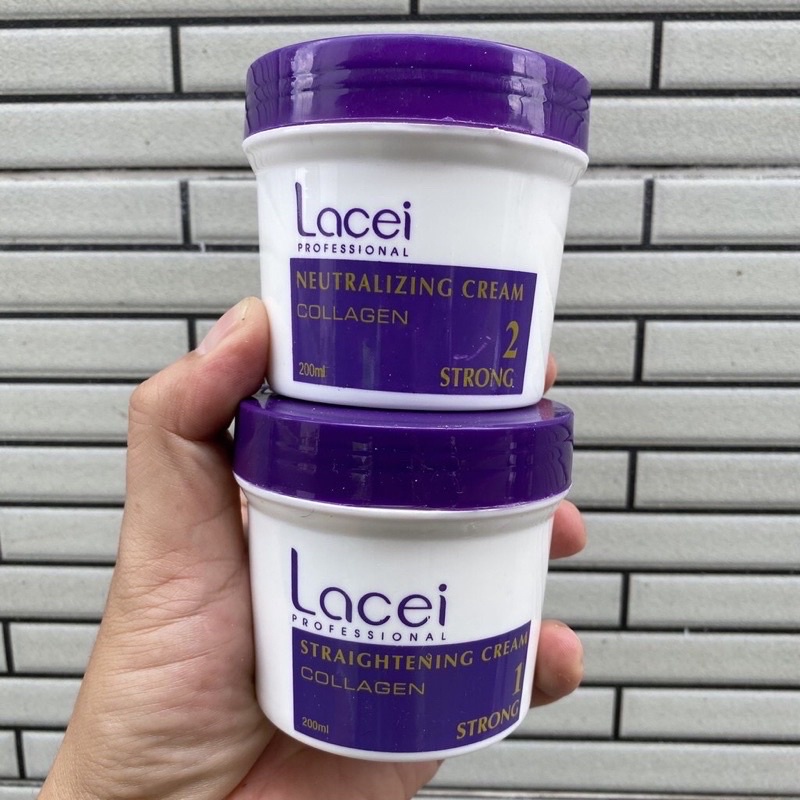 Lacei
PROFESSIONAL
NEUTRALIZING CREAM
COLLAGEN
2
200ml
STRONG
Lacei
PROFESSIONAL
STRAIGHTENING CREAM
COLLAGEN
1
200ml
STRONG